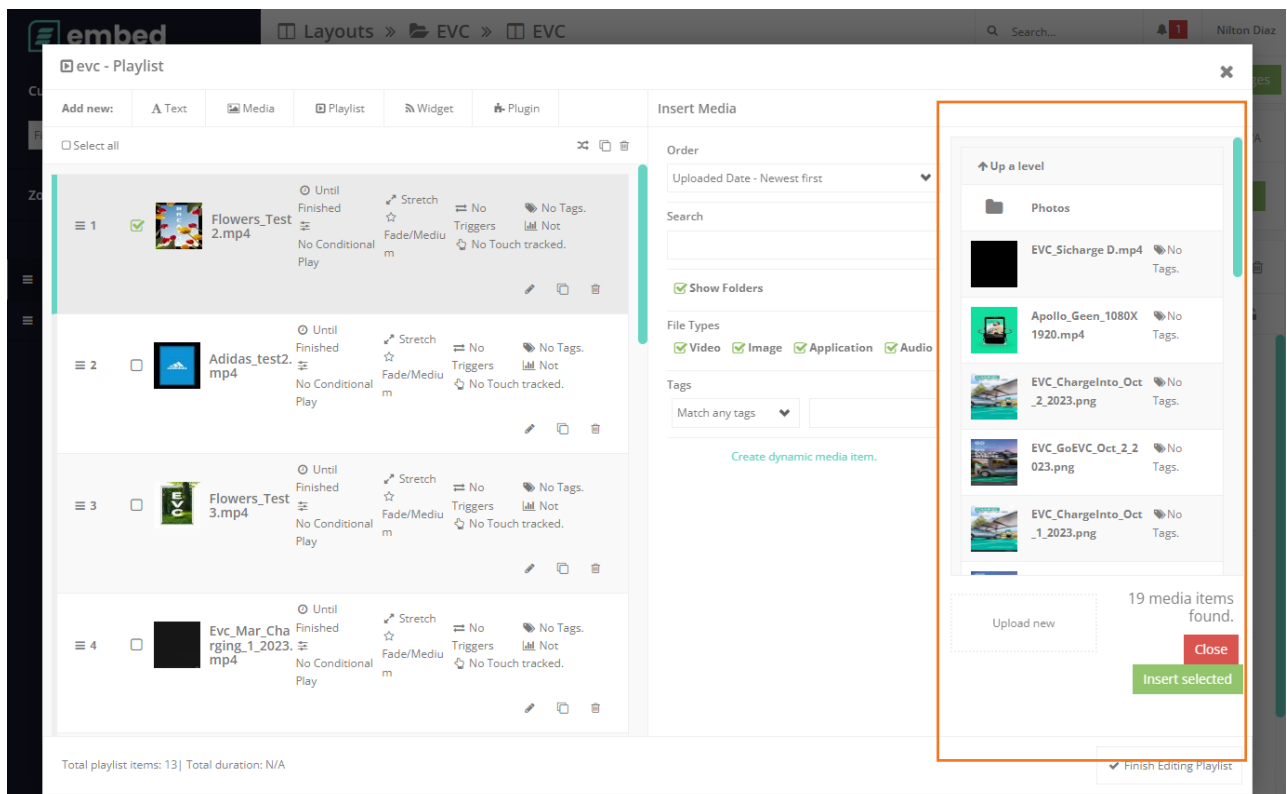 embed
Layouts » EVC » EVC
Search...
1
Nilton Diaz
evc - Playlist
Add new:
Text
Media
Playlist
Widget
Plugin
Select all
1
Flowers_Test
2.mp4
Until
Finished
No Conditional
Play
Stretch
Fade/Mediu
m
No
Triggers
No Touch tracked.
No Tags.
Not
2
Adidas_test2.
mp4
Until
Finished
No Conditional
Play
Stretch
Fade/Mediu
m
No
Triggers
No Touch tracked.
No Tags.
Not
3
EVC
Flowers_Test
3.mp4
Until
Finished
No Conditional
Play
Stretch
Fade/Mediu
m
No
Triggers
No Touch tracked.
No Tags.
Not
4
Evc_Mar_Cha
rging_1_2023.
mp4
Until
Finished
No Conditional
Play
Stretch
Fade/Mediu
m
No
Triggers
No Touch tracked.
No Tags.
Not
Total playlist items: 13| Total duration: N/A
Insert Media
Order
Uploaded Date - Newest first
Search
Show Folders
File Types
Video Image Application Audio
Tags
Match any tags
Create dynamic media item.
Up a level
Photos
EVC_Sicharge D.mp4
No
Tags.
Apollo_Geen_1080X
1920.mp4
No
Tags.
EVC_ChargeInto_Oct
_2_2023.png
No
Tags.
EVC_GoEVC_Oct_2_2
023.png
No
Tags.
EVC_ChargeInto_Oct
_1_2023.png
No
Tags.
Upload new
19 media items
found.
Close
Insert selected
Finish Editing Playlist